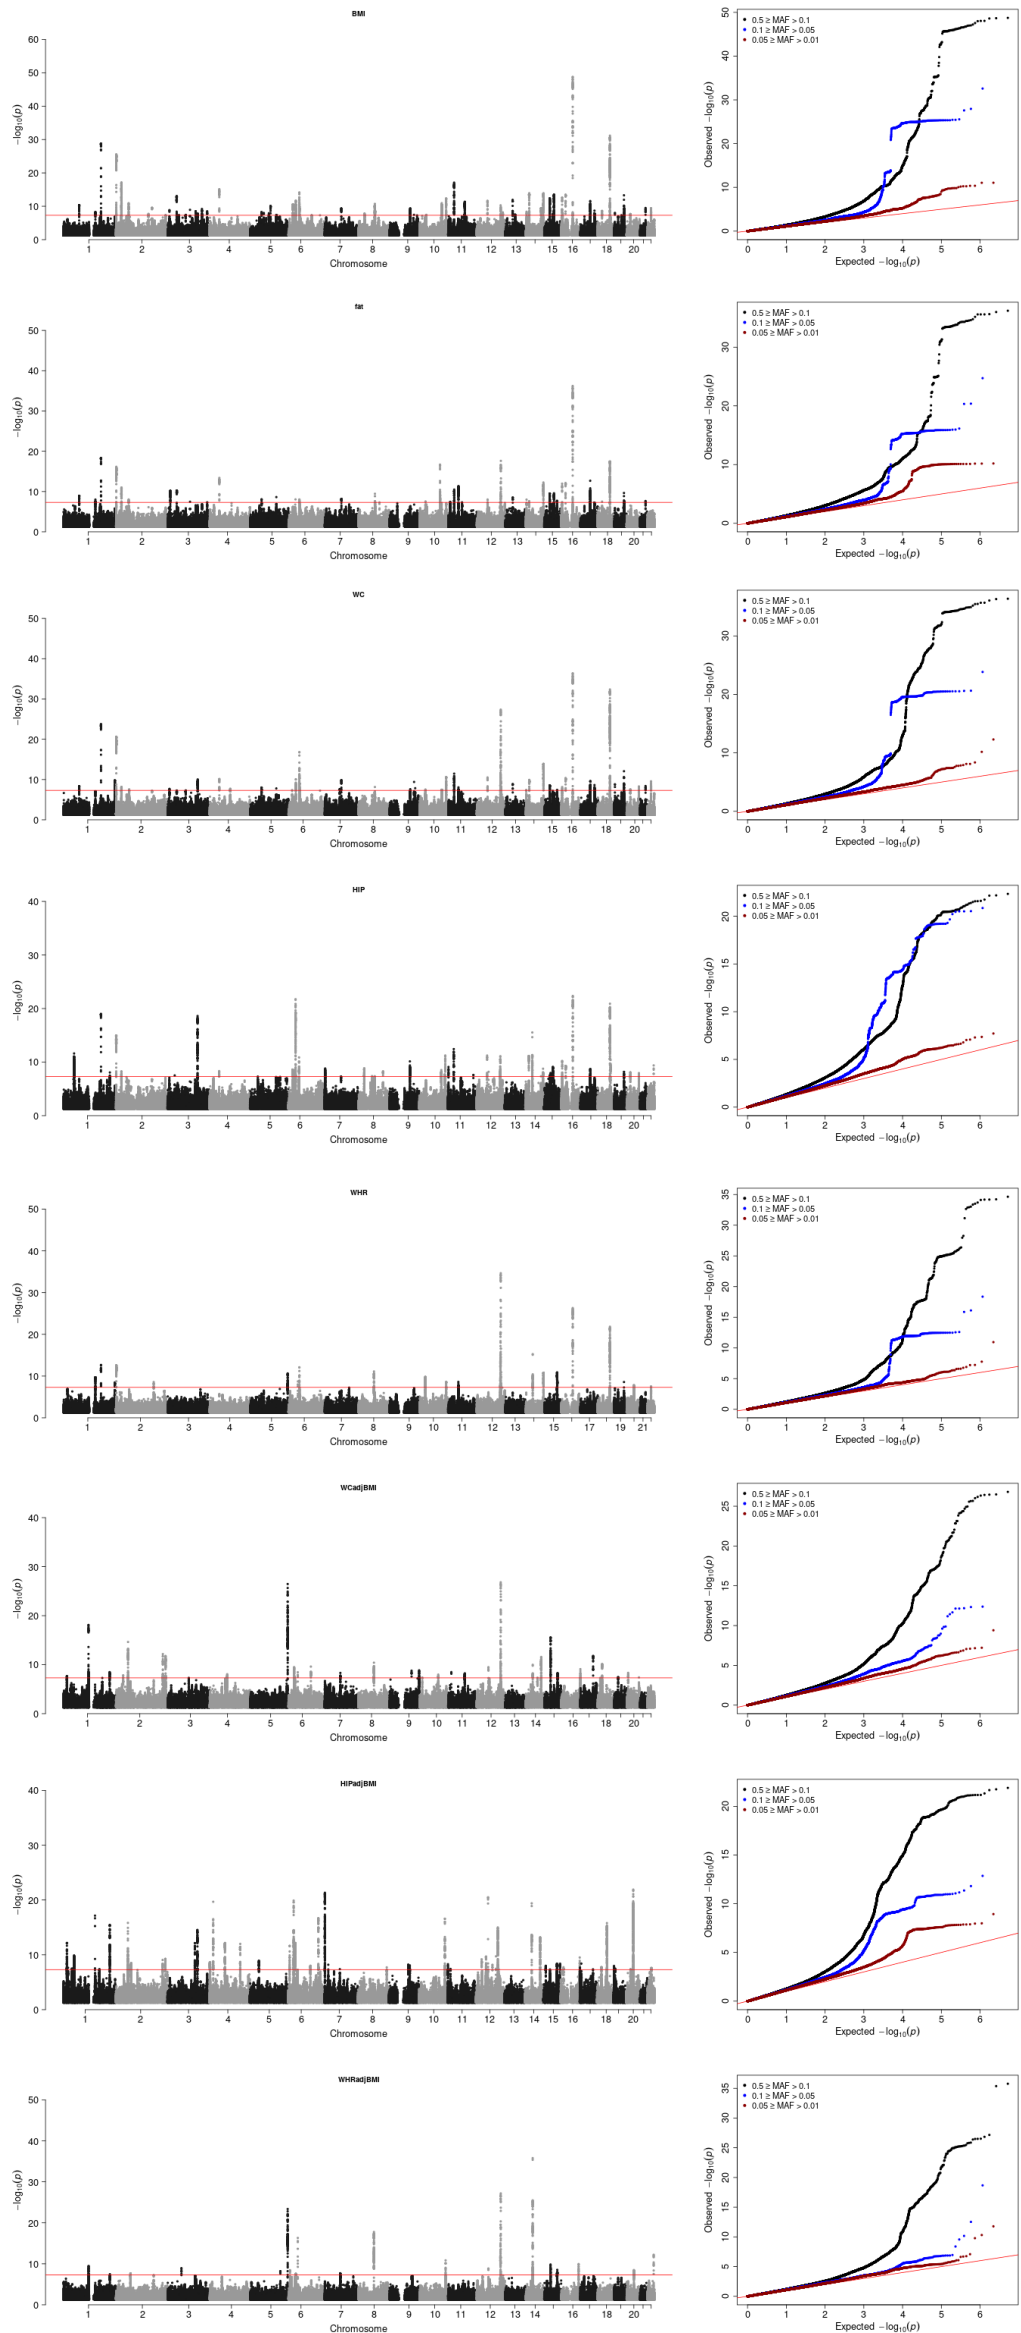 BMI
60
50
40
30
20
10
0
−log10(p)
1 2 3 4 5 6 7 8 9 10 11 12 13 14 15 16 17 18 19 20 21
Chromosome
0.5 ≥ MAF > 0.1
0.1 ≥ MAF > 0.05
0.05 ≥ MAF > 0.01
50
40
30
20
10
0
Observed −log10(p)
0 1 2 3 4 5 6
Expected −log10(p)
fat
50
40
30
20
10
0
−log10(p)
1 2 3 4 5 6 7 8 9 10 11 12 13 14 15 16 18 20
Chromosome
0.5 ≥ MAF > 0.1
0.1 ≥ MAF > 0.05
0.05 ≥ MAF > 0.01
30
20
10
0
Observed −log10(p)
0 1 2 3 4 5 6
Expected −log10(p)
WC
50
40
30
20
10
0
−log10(p)
1 2 3 4 5 6 7 8 9 10 11 12 13 14 15 16 18 20
Chromosome
0.5 ≥ MAF > 0.1
0.1 ≥ MAF > 0.05
0.05 ≥ MAF > 0.01
30
20
10
0
Observed −log10(p)
0 1 2 3 4 5 6
Expected −log10(p)
HIP
40
30
20
10
0
−log10(p)
1 2 3 4 5 6 7 8 9 10 11 12 13 14 15 16 18 20
Chromosome
0.5 ≥ MAF > 0.1
0.1 ≥ MAF > 0.05
0.05 ≥ MAF > 0.01
20
15
10
5
0
Observed −log10(p)
0 1 2 3 4 5 6
Expected −log10(p)
WHR
50
40
30
20
10
0
−log10(p)
1 2 3 4 5 6 7 8 9 10 11 12 13 14 15 17 19 21
Chromosome
0.5 ≥ MAF > 0.1
0.1 ≥ MAF > 0.05
0.05 ≥ MAF > 0.01
35
30
25
20
15
10
5
0
Observed −log10(p)
0 1 2 3 4 5 6
Expected −log10(p)
WCadjBMI
40
30
20
10
0
−log10(p)
1 2 3 4 5 6 7 8 9 10 11 12 13 14 16 18 20
Chromosome
0.5 ≥ MAF > 0.1
0.1 ≥ MAF > 0.05
0.05 ≥ MAF > 0.01
25
20
15
10
5
0
Observed −log10(p)
0 1 2 3 4 5 6
Expected −log10(p)
HIPadjBMI
40
30
20
10
0
−log10(p)
1 2 3 4 5 6 7 8 9 10 11 12 13 14 15 16 18 20
Chromosome
0.5 ≥ MAF > 0.1
0.1 ≥ MAF > 0.05
0.05 ≥ MAF > 0.01
20
15
10
5
0
Observed −log10(p)
0 1 2 3 4 5 6
Expected −log10(p)
WHRadjBMI
50
40
30
20
10
0
−log10(p)
1 2 3 4 5 6 7 8 9 10 11 12 13 14 16 18 20
Chromosome
0.5 ≥ MAF > 0.1
0.1 ≥ MAF > 0.05
0.05 ≥ MAF > 0.01
35
30
25
20
15
10
5
0
Observed −log10(p)
0 1 2 3 4 5 6
Expected −log10(p)